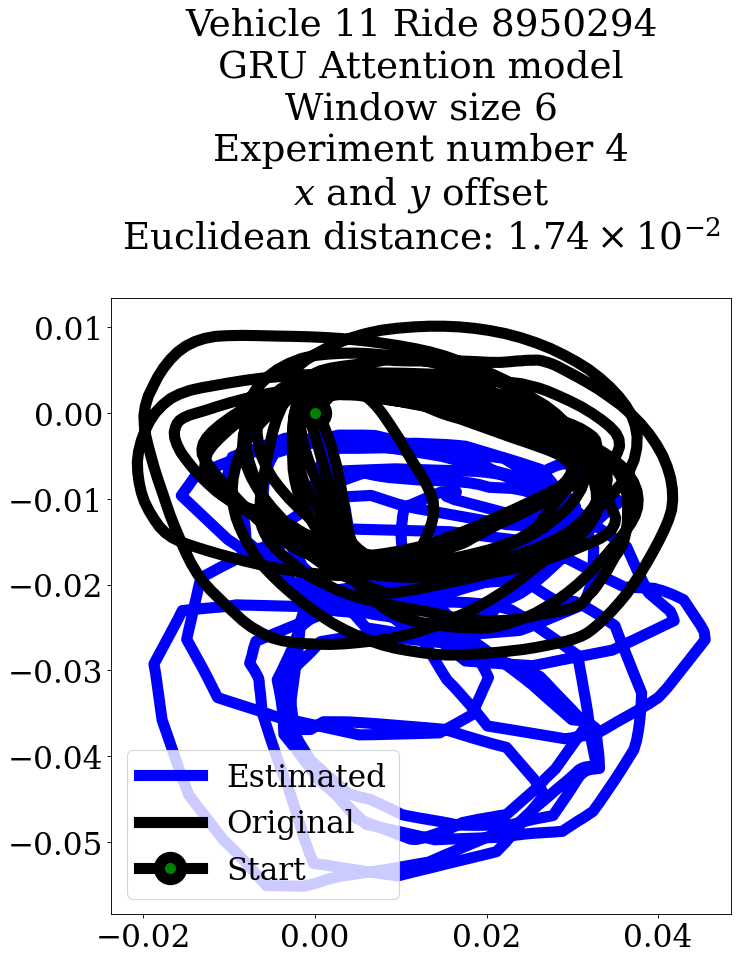 Vehicle 11 Ride 8950294
GRU Attention model
Window size 6
Experiment number 4
x and y offset
Euclidean distance: 1.74 × 10⁻²
0.01
0.00
−0.01
−0.02
−0.03
−0.04
−0.05
Estimated
Original
Start
−0.02 0.00 0.02 0.04